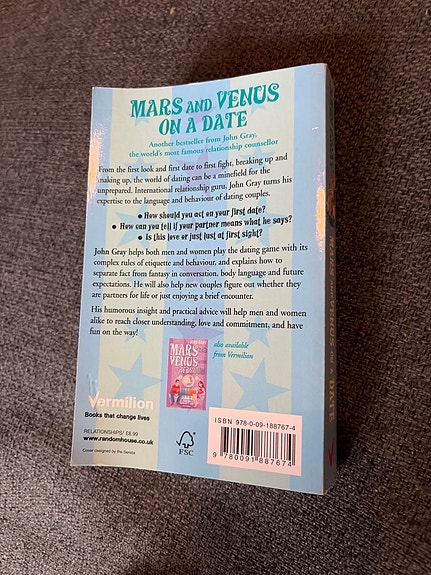 MARS AND VENUS
ON A DATE
Another bestseller from John Gray,
the world's most famous relationship counsellor
From the first look and first date to first fight, breaking up and
making up, the world of dating can be a minefield for the
unprepared. International relationship guru, John Gray turns his
expertise to the language and behaviour of dating couples.
• How should you act on your first date?
• How can you tell if your partner means what he says?
• Is this love or just lust at first sight?
John Gray helps both men and women play the dating game with its
complex rules of etiquette and behaviour, and explains how to
separate fact from fantasy in conversation, body language and future
expectations. He will also help new couples figure out whether they
are partners for life or just enjoying a brief encounter.
His humorous insight and practical advice will help men and women
alike to reach closer understanding, love and commitment, and have
fun on the way!
MARS
VENUS
also available
from Vermilion
Vermilion
Books that change lives
RELATIONSHIPS/ £8.99
www.randomhouse.co.uk
Cover designed by the Senate
FSC
ISBN 978-0-09-188767-4
9 780091 887674
VENUS
A DATE